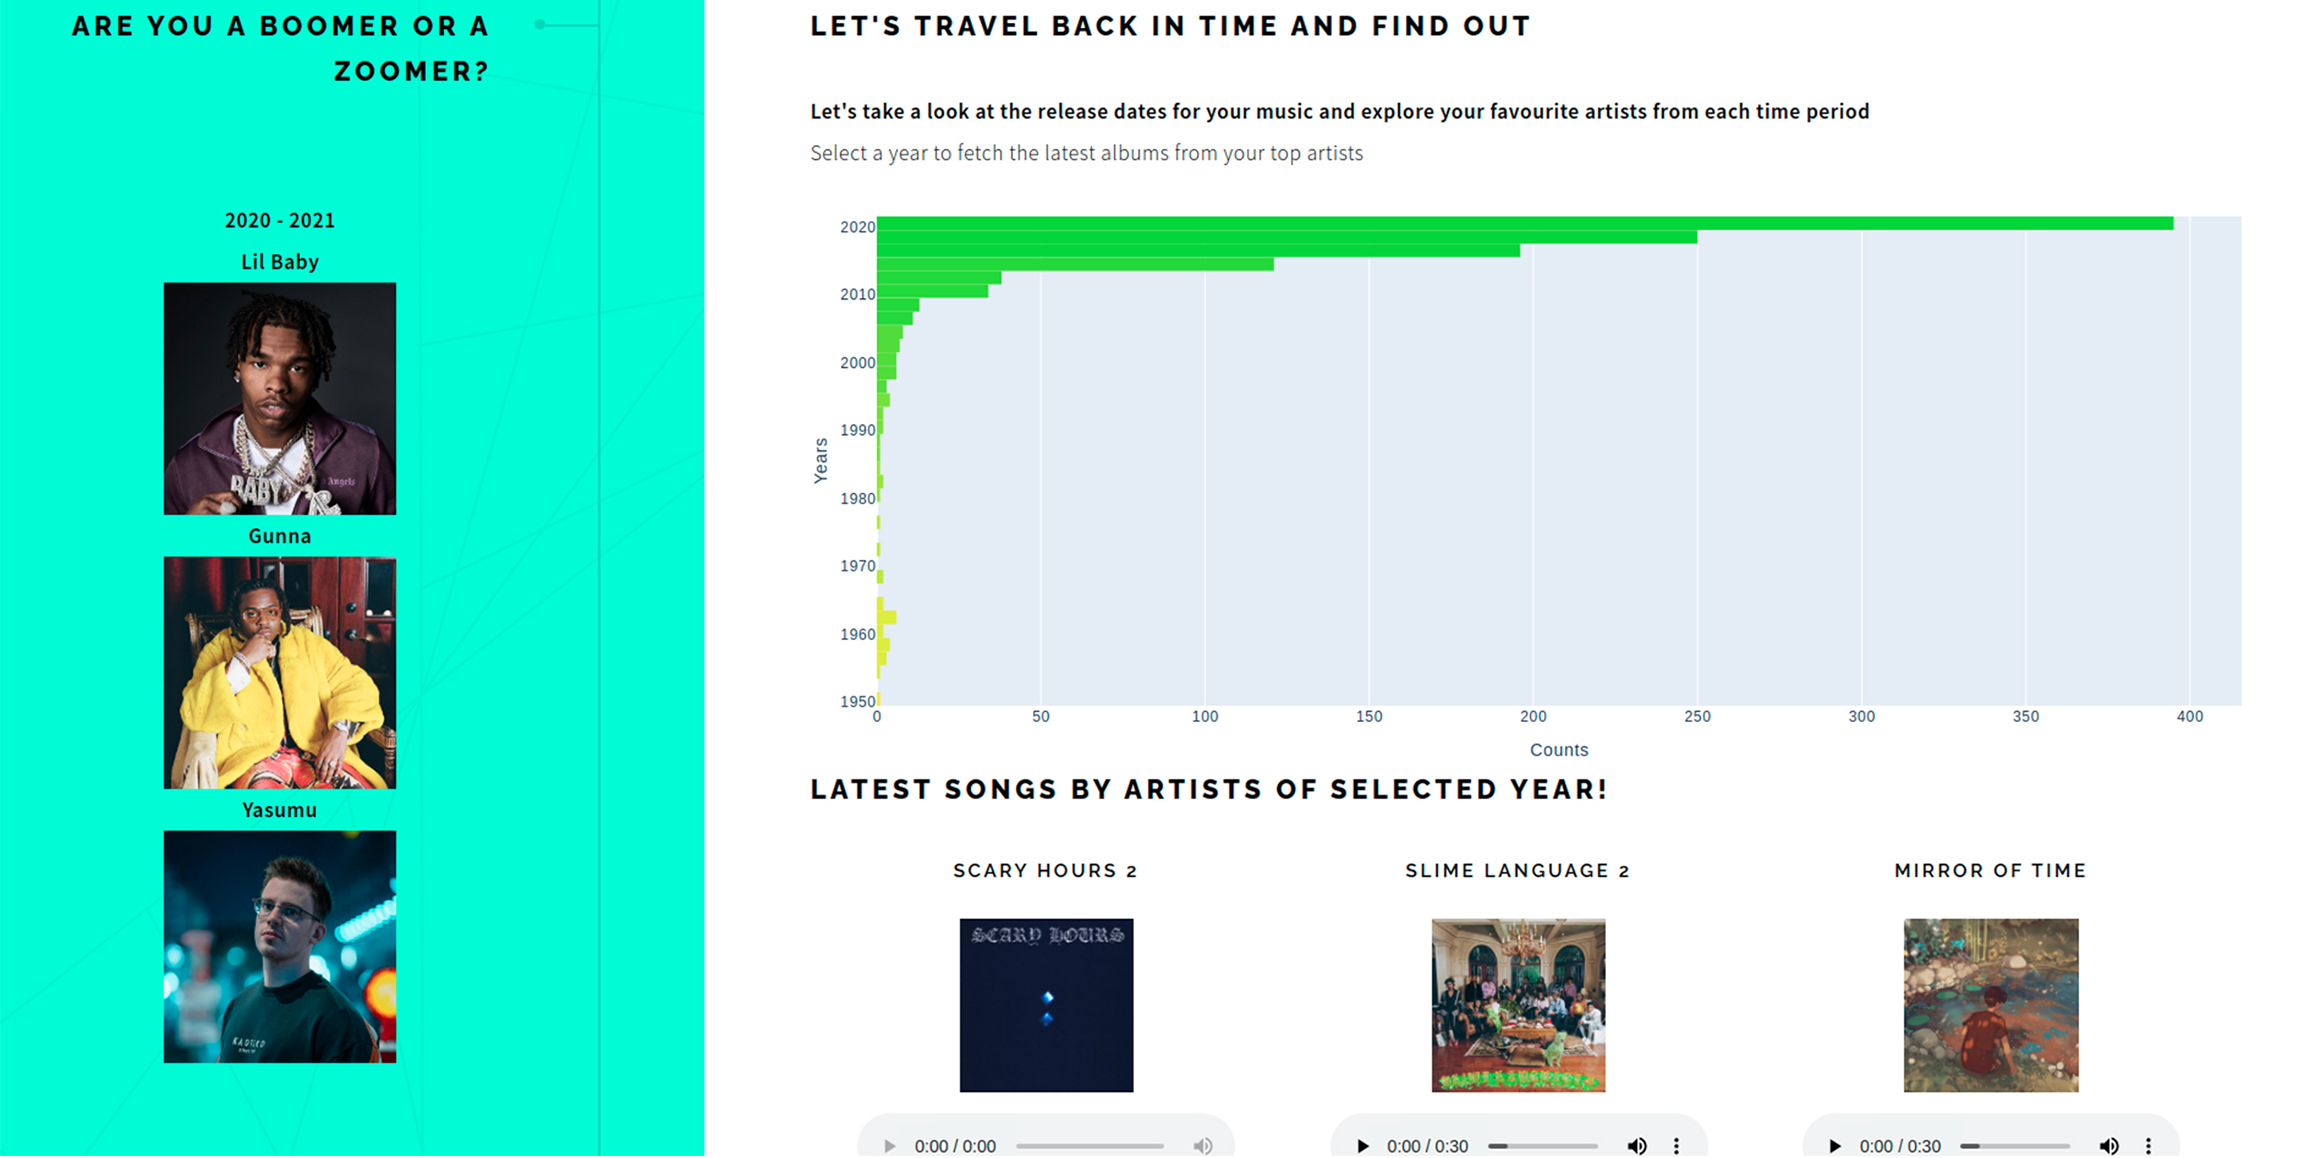 ARE YOU A BOOMER OR A
ZOOMER?
2020 - 2021
Lil Baby
BABY
Angels
Gunna
Yasumu
LET'S TRAVEL BACK IN TIME AND FIND OUT
Let's take a look at the release dates for your music and explore your favourite artists from each time period
Select a year to fetch the latest albums from your top artists
2020
2010
2000
1990
1980
1970
1960
1950
Years
0 50 100 150 200 250 300 350 400
Counts
LATEST SONGS BY ARTISTS OF SELECTED YEAR!
SCARY HOURS 2 SLIME LANGUAGE 2 MIRROR OF TIME
SCARY HOURS
0:00 / 0:00 0:00 / 0:30 0:00 / 0:30